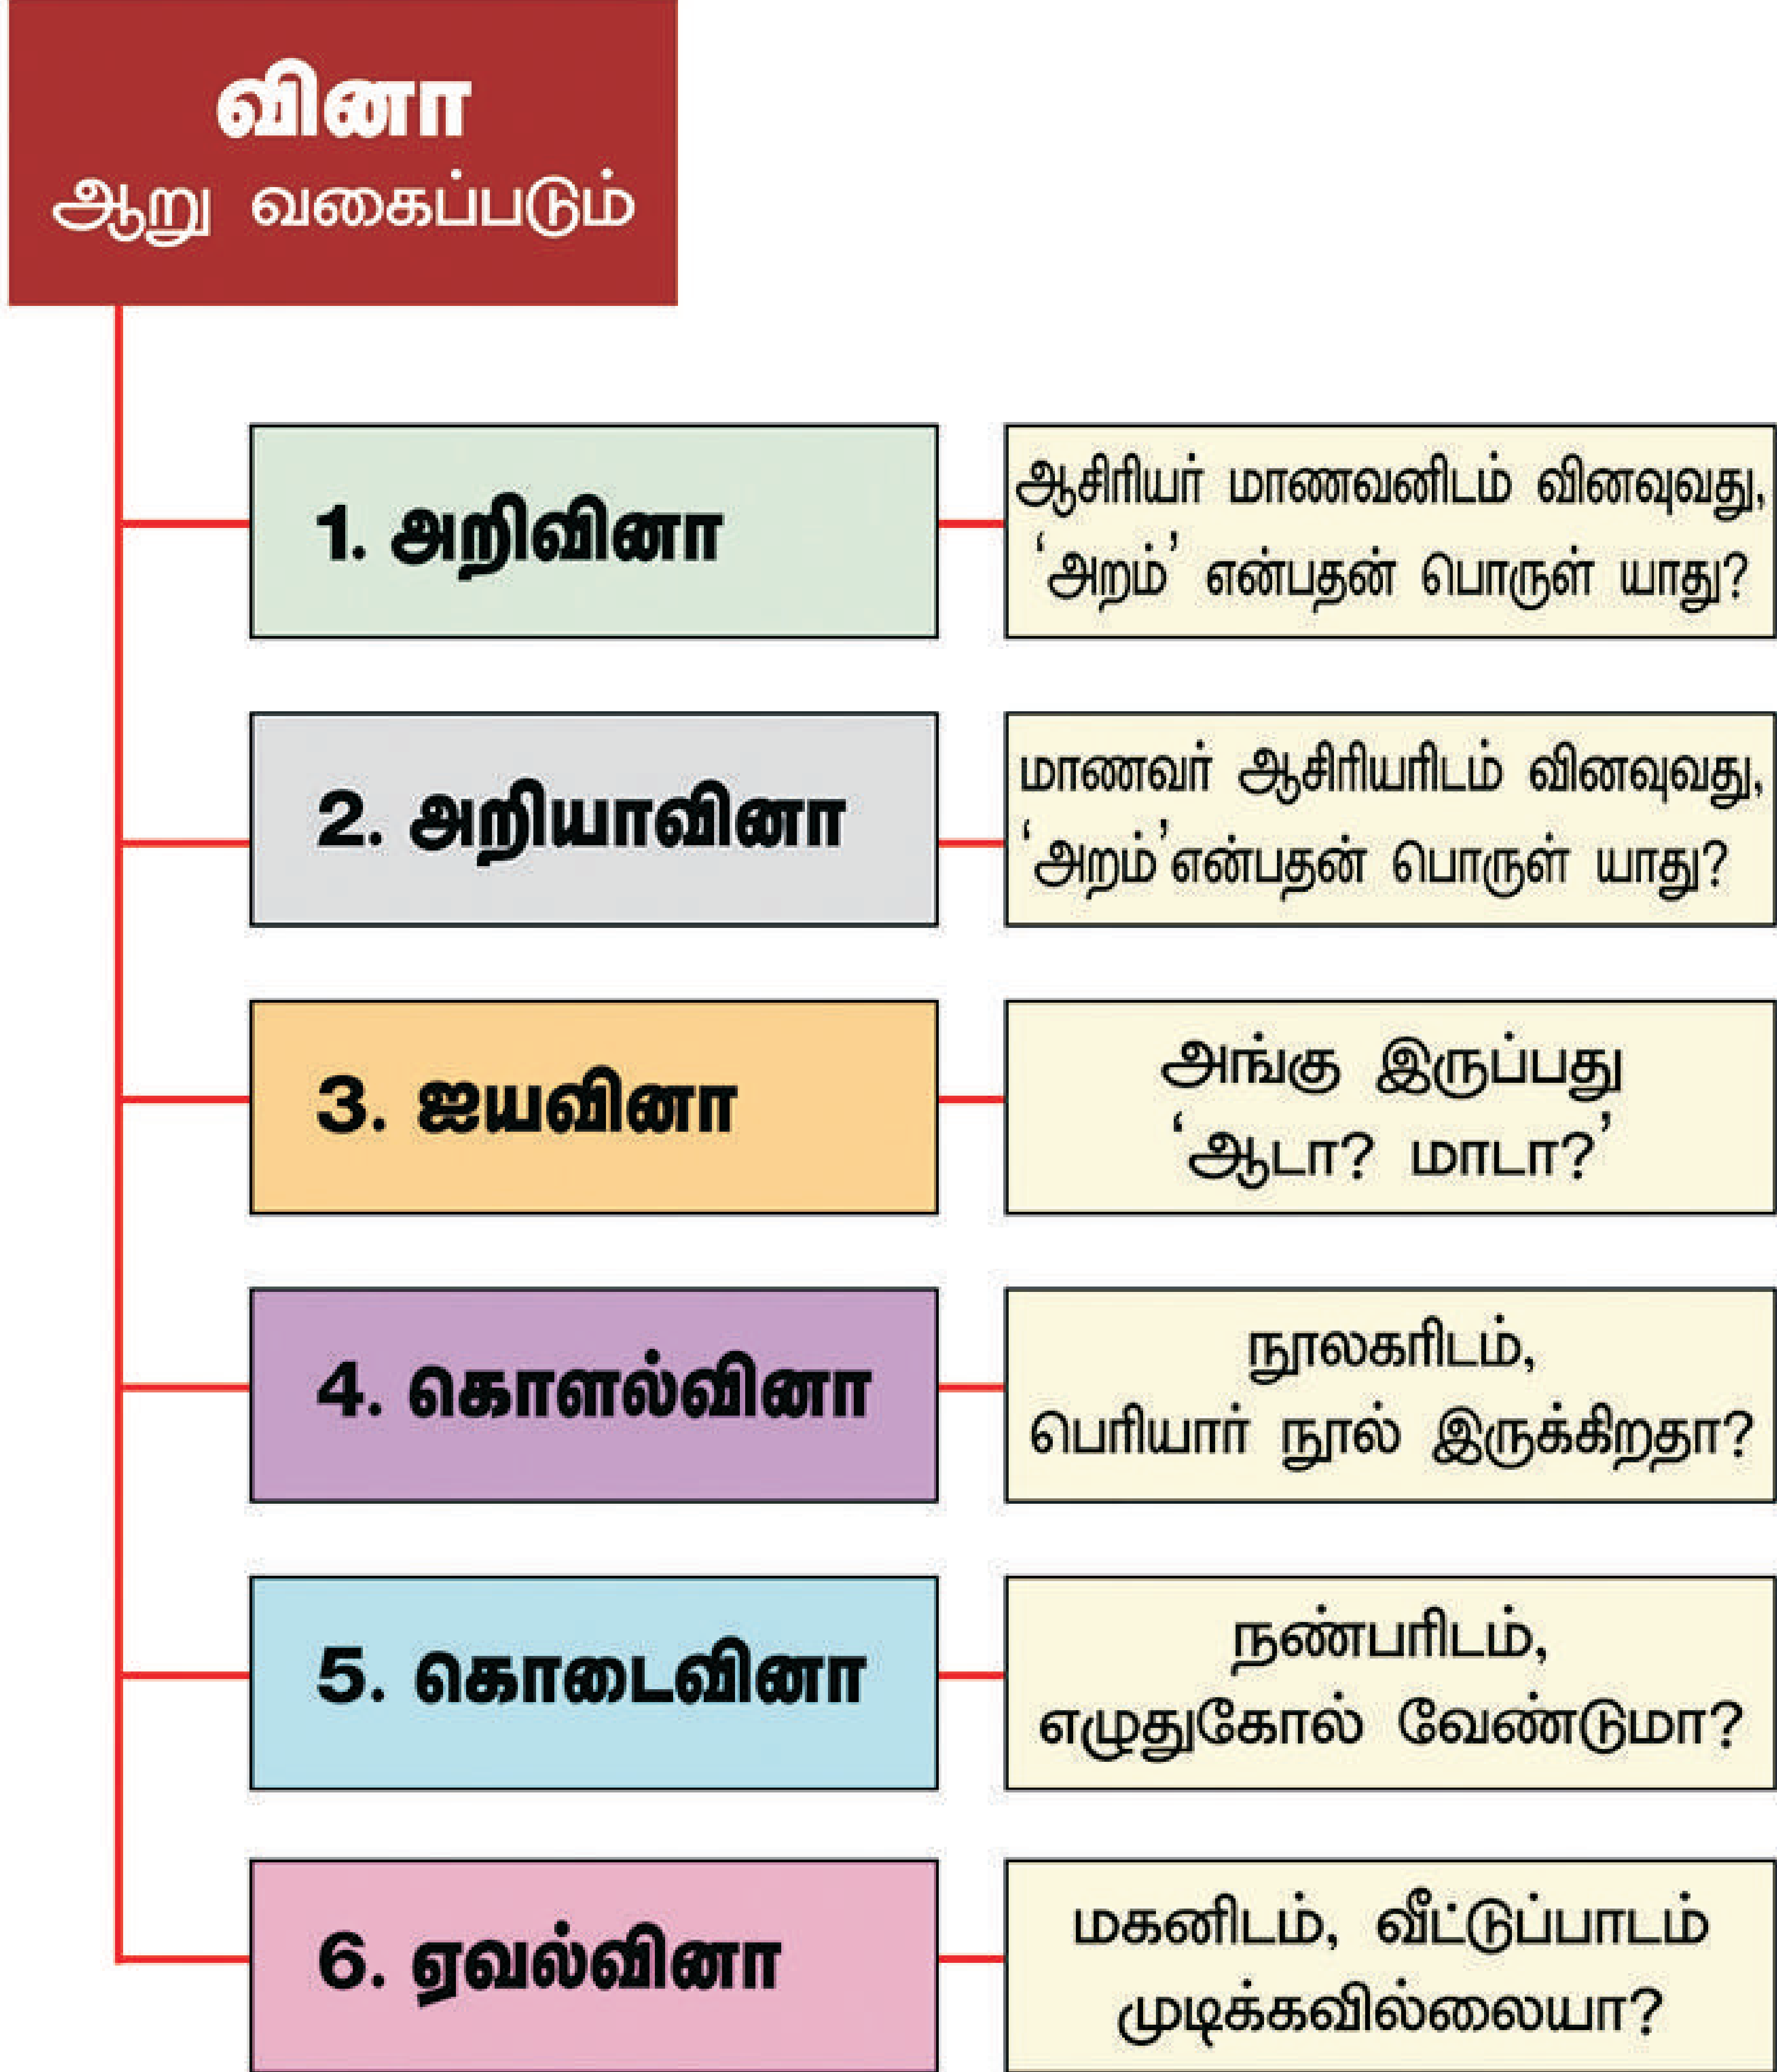 வினா
ஆறு வகைப்படும்
1. அறிவினா
ஆசிரியர் மாணவனிடம் வினவுவது,
‘அறம்’ என்பதன் பொருள் யாது?
2. அறியாவினா
மாணவர் ஆசிரியரிடம் வினவுவது,
‘அறம்’என்பதன் பொருள் யாது?
3. ஐயவினா
அங்கு இருப்பது
‘ஆடா? மாடா?’
4. கொளல்வினா
நூலகரிடம்,
பெரியார் நூல் இருக்கிறதா?
5. கொடைவினா
நண்பரிடம்,
எழுதுகோல் வேண்டுமா?
6. ஏவல்வினா
மகனிடம், வீட்டுப்பாடம்
முடிக்கவில்லையா?